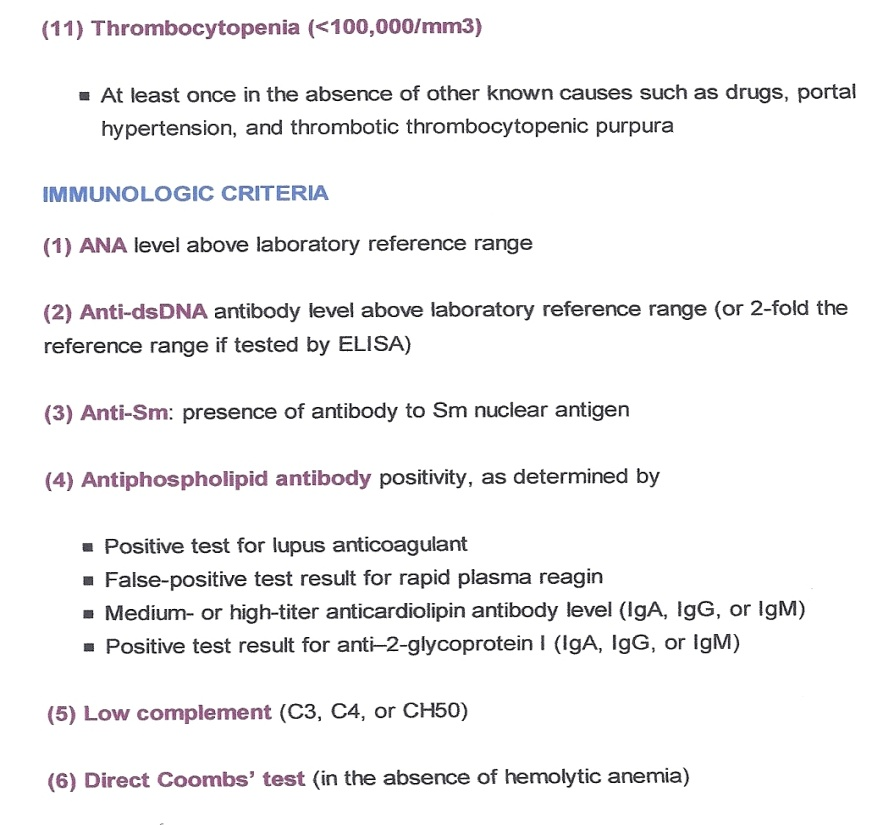 (11) Thrombocytopenia (<100,000/mm3)
▪ At least once in the absence of other known causes such as drugs, portal
hypertension, and thrombotic thrombocytopenic purpura
IMMUNOLOGIC CRITERIA
(1) ANA level above laboratory reference range
(2) Anti-dsDNA antibody level above laboratory reference range (or 2-fold the
reference range if tested by ELISA)
(3) Anti-Sm: presence of antibody to Sm nuclear antigen
(4) Antiphospholipid antibody positivity, as determined by
▪ Positive test for lupus anticoagulant
▪ False-positive test result for rapid plasma reagin
▪ Medium- or high-titer anticardiolipin antibody level (IgA, IgG, or IgM)
▪ Positive test result for anti–2-glycoprotein I (IgA, IgG, or IgM)
(5) Low complement (C3, C4, or CH50)
(6) Direct Coombs’ test (in the absence of hemolytic anemia)